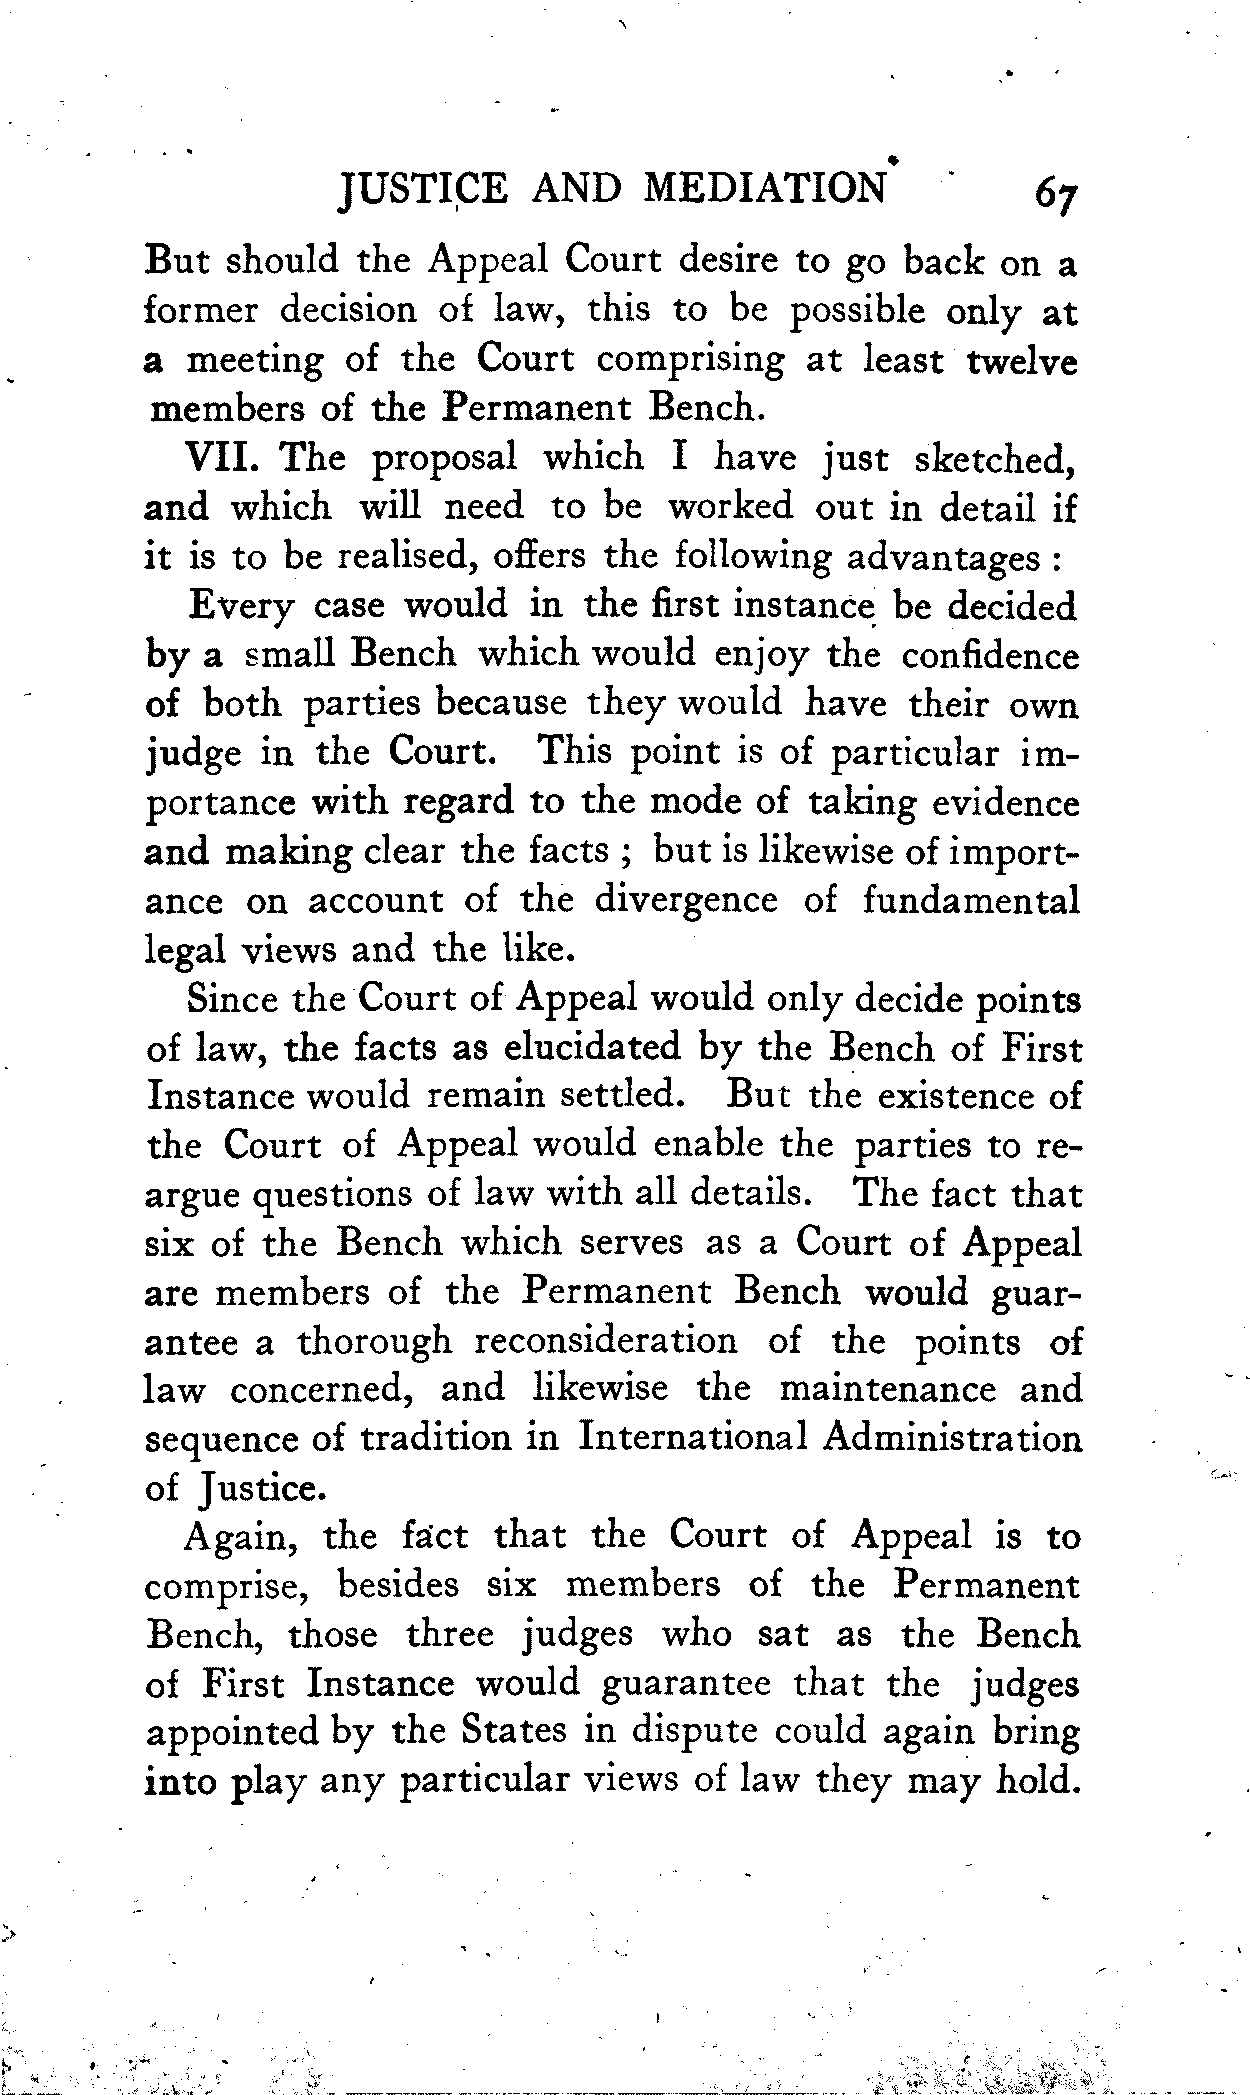 JUSTICE AND MEDIATION 67
But should the Appeal Court desire to go back on a
former decision of law, this to be possible only at
a meeting of the Court comprising at least twelve
members of the Permanent Bench.
VII. The proposal which I have just sketched,
and which will need to be worked out in detail if
it is to be realised, offers the following advantages :
Every case would in the first instance be decided
by a small Bench which would enjoy the confidence
of both parties because they would have their own
judge in the Court. This point is of particular im-
portance with regard to the mode of taking evidence
and making clear the facts ; but is likewise of import-
ance on account of the divergence of fundamental
legal views and the like.
Since the Court of Appeal would only decide points
of law, the facts as elucidated by the Bench of First
Instance would remain settled. But the existence of
the Court of Appeal would enable the parties to re-
argue questions of law with all details. The fact that
six of the Bench which serves as a Court of Appeal
are members of the Permanent Bench would guar-
antee a thorough reconsideration of the points of
law concerned, and likewise the maintenance and
sequence of tradition in International Administration
of Justice.
Again, the fact that the Court of Appeal is to
comprise, besides six members of the Permanent
Bench, those three judges who sat as the Bench
of First Instance would guarantee that the judges
appointed by the States in dispute could again bring
into play any particular views of law they may hold.